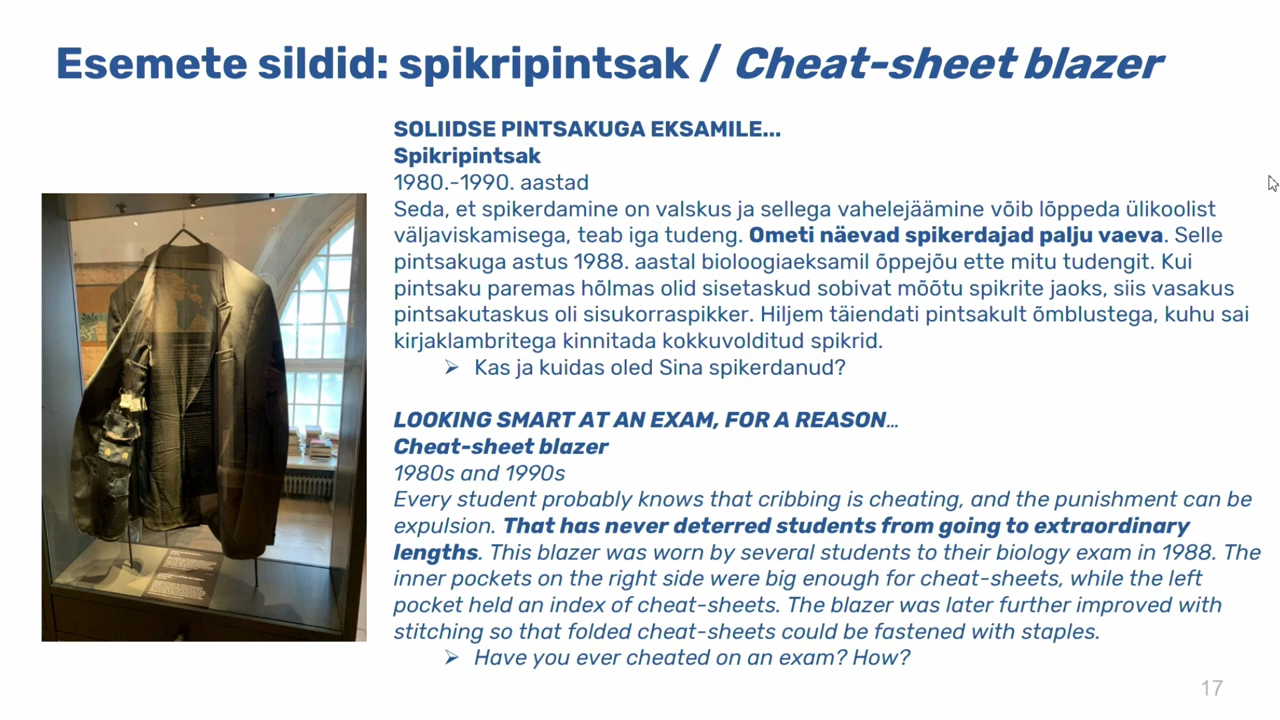 Esemete sildid: spikripintsak / Cheat-sheet blazer
SOLIIDSE PINTSAKUGA EKSAMILE...
Spikripintsak
1980.-1990. aastad
Seda, et spikerdamine on valskus ja sellega vahelejäämine võib lõppeda ülikoolist
väljaviskamisega, teab iga tudeng. Ometi näevad spikerdajad palju vaeva. Selle
pintsakuga astus 1988. aastal bioloogiaeksamil õppejõu ette mitu tudengit. Kui
pintsaku paremas hõlmas olid sisetaskud sobivat mõõtu spikrite jaoks, siis vasakus
pintsakutaskus oli sisukorraspikker. Hiljem täiendati pintsakult õmblustega, kuhu sai
kirjaklambritega kinnitada kokkuvolditud spikrid.
➢ Kas ja kuidas oled Sina spikerdanud?
LOOKING SMART AT AN EXAM, FOR A REASON…
Cheat-sheet blazer
1980s and 1990s
Every student probably knows that cribbing is cheating, and the punishment can be
expulsion. That has never deterred students from going to extraordinary
lengths. This blazer was worn by several students to their biology exam in 1988. The
inner pockets on the right side were big enough for cheat-sheets, while the left
pocket held an index of cheat-sheets. The blazer was later further improved with
stitching so that folded cheat-sheets could be fastened with staples.
➢ Have you ever cheated on an exam? How?
17